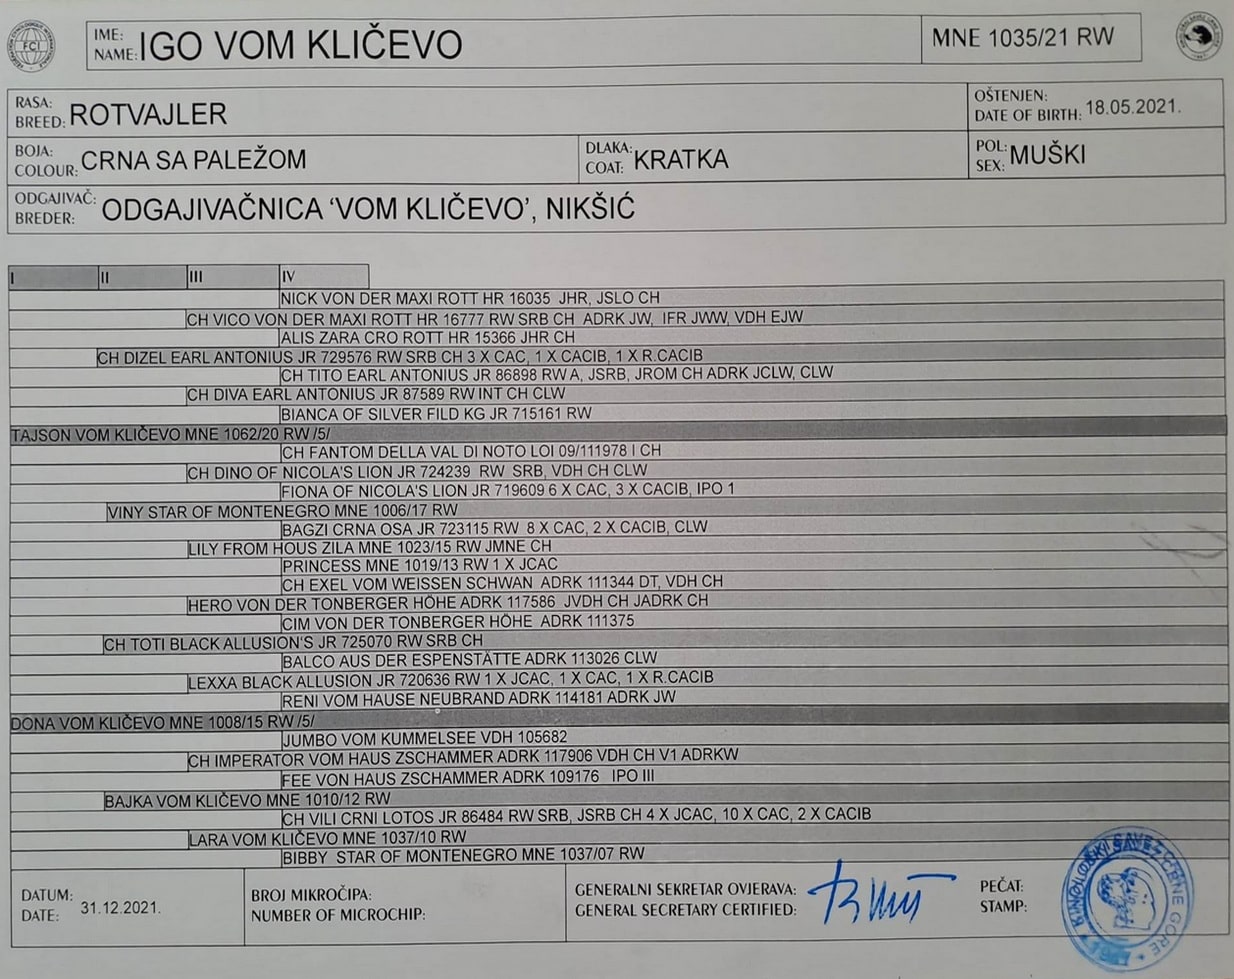 FCI
IME:
NAME: IGO VOM KLIČEVO
MNE 1035/21 RW
RASA:
BREED: ROTVAJLER
OŠTENJEN:
DATE OF BIRTH: 18.05.2021.
BOJA:
COLOUR: CRNA SA PALEŽOM
DLAKA:
COAT: KRATKA
POL:
SEX: MUŠKI
ODGAJIVAČ:
BREDER: ODGAJIVAČNICA ‘VOM KLIČEVO’, NIKŠIĆ
I II III IV
NICK VON DER MAXI ROTT HR 16035 JHR, JSLO CH
CH VICO VON DER MAXI ROTT HR 16777 RW SRB CH ADRK JW, IFR JWW, VDH EJW
ALIS ZARA CRO ROTT HR 15366 JHR CH
CH DIZEL EARL ANTONIUS JR 729576 RW SRB CH 3 X CAC, 1 X CACIB, 1 X R.CACIB
CH TITO EARL ANTONIUS JR 86898 RW A, JSRB, JROM CH ADRK JCLW, CLW
CH DIVA EARL ANTONIUS JR 87589 RW INT CH CLW
BIANCA OF SILVER FILD KG JR 715161 RW
TAJSON VOM KLIČEVO MNE 1062/20 RW /5/
CH FANTOM DELLA VAL DI NOTO LOI 09/111978 I CH
CH DINO OF NICOLA'S LION JR 724239 RW SRB, VDH CH CLW
FIONA OF NICOLA'S LION JR 719609 6 X CAC, 3 X CACIB, IPO 1
VINY STAR OF MONTENEGRO MNE 1006/17 RW
BAGZI CRNA OSA JR 723115 RW 8 X CAC, 2 X CACIB, CLW
LILY FROM HOUS ZILA MNE 1023/15 RW JMNE CH
PRINCESS MNE 1019/13 RW 1 X JCAC
CH EXEL VOM WEISSEN SCHWAN ADRK 111344 DT, VDH CH
HERO VON DER TONBERGER HÖHE ADRK 117586 JVDH CH JADRK CH
CIM VON DER TONBERGER HÖHE ADRK 111375
CH TOTI BLACK ALLUSION'S JR 725070 RW SRB CH
BALCO AUS DER ESPENSTÄTTE ADRK 113026 CLW
LEXXA BLACK ALLUSION JR 720636 RW 1 X JCAC, 1 X CAC, 1 X R.CACIB
RENI VOM HAUSE NEUBRAND ADRK 114181 ADRK JW
DONA VOM KLIČEVO MNE 1008/15 RW /5/
JUMBO VOM KUMMELSEE VDH 105682
CH IMPERATOR VOM HAUS ZSCHAMMER ADRK 117906 VDH CH V1 ADRKW
FEE VON HAUS ZSCHAMMER ADRK 109176 IPO III
BAJKA VOM KLIČEVO MNE 1010/12 RW
CH VILI CRNI LOTOS JR 86484 RW SRB, JSRB CH 4 X JCAC, 10 X CAC, 2 X CACIB
LARA VOM KLIČEVO MNE 1037/10 RW
BIBBY STAR OF MONTENEGRO MNE 1037/07 RW
DATUM:
DATE: 31.12.2021.
BROJ MIKROČIPA:
NUMBER OF MICROCHIP:
GENERALNI SEKRETAR OVJERAVA:
GENERAL SECRETARY CERTIFIED:
PEČAT:
STAMP:
KINOLOŠKI SAVEZ CRNE GORE